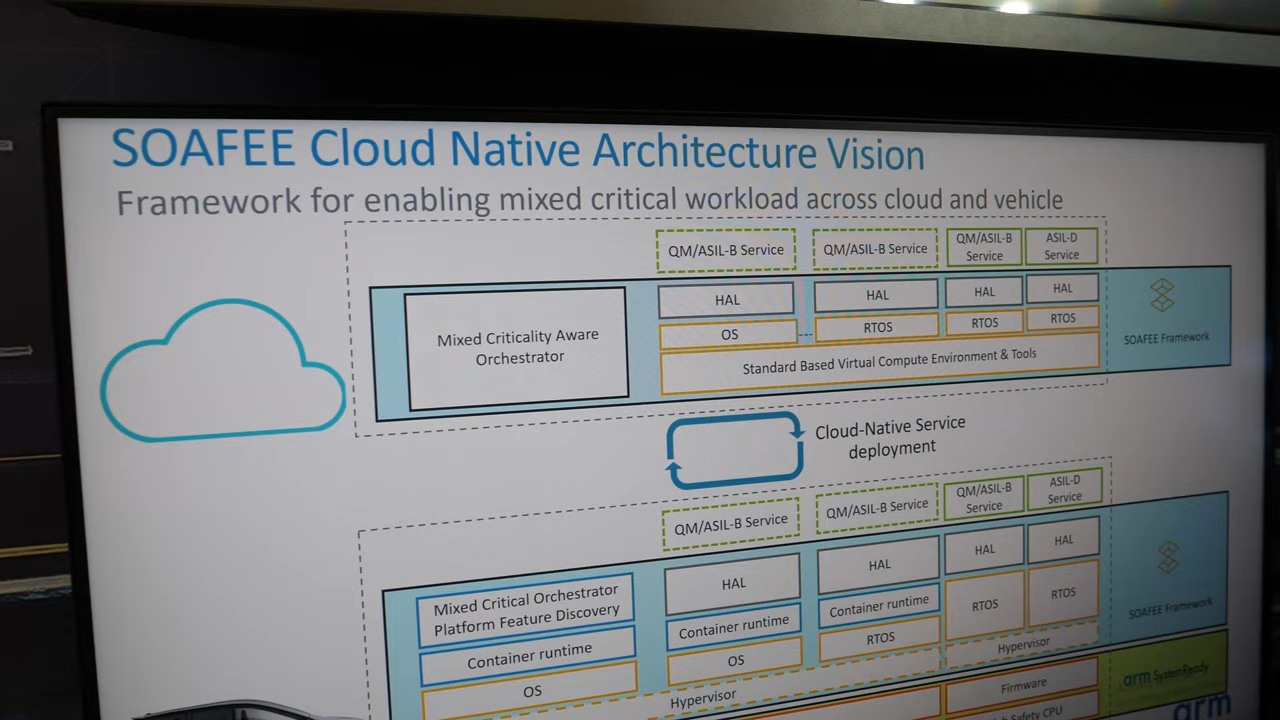 SOAFEE Cloud Native Architecture Vision
Framework for enabling mixed critical workload across cloud and vehicle
QM/ASIL-B Service
QM/ASIL-B Service
QM/ASIL-B
Service
ASIL-D
Service
Mixed Criticality Aware
Orchestrator
HAL
HAL
HAL
HAL
OS
RTOS
RTOS
RTOS
Standard Based Virtual Compute Environment & Tools
SOAFEE Framework
Cloud-Native Service
deployment
QM/ASIL-B Service
QM/ASIL-B Service
QM/ASIL-B
Service
ASIL-D
Service
Mixed Critical Orchestrator
Platform Feature Discovery
Container runtime
OS
HAL
Container runtime
OS
HAL
Container runtime
RTOS
HAL
RTOS
HAL
RTOS
SOAFEE Framework
Hypervisor
Hypervisor
Firmware
Safety CPU
arm SystemReady
arm